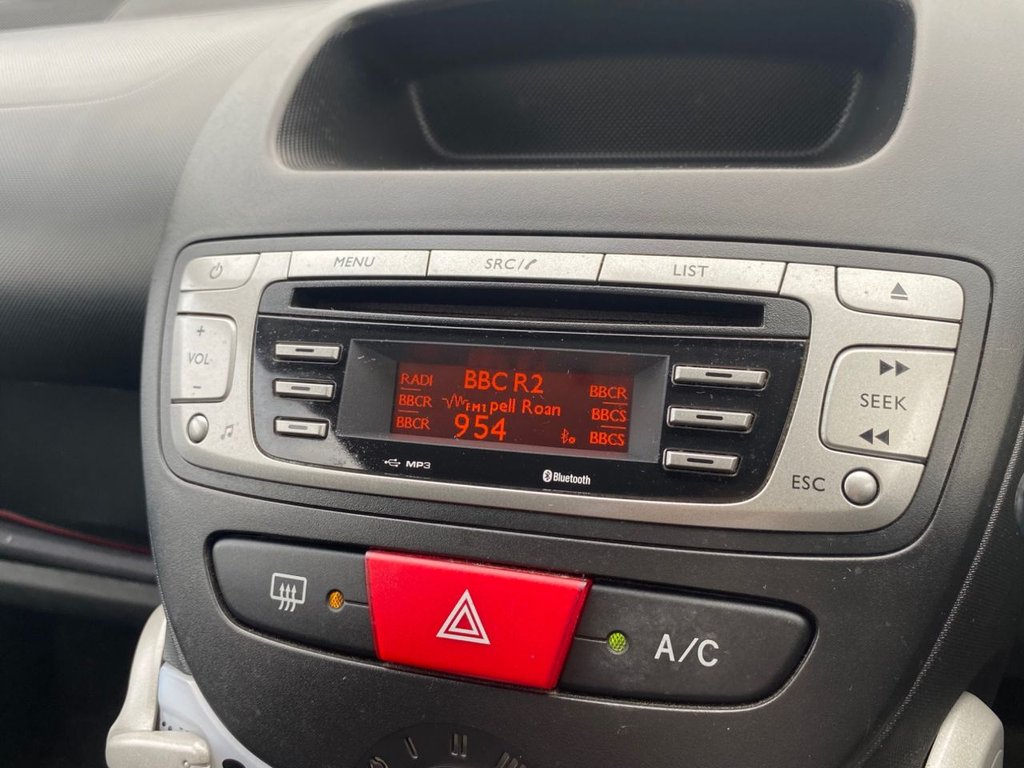 MENU
SRC/
LIST
+
VOL
-
SEEK
ESC
RADI BBC R2 BBCR
BBCR FM1 pell Roan BBCS
BBCR 954 BBCS
MP3
Bluetooth
A/C